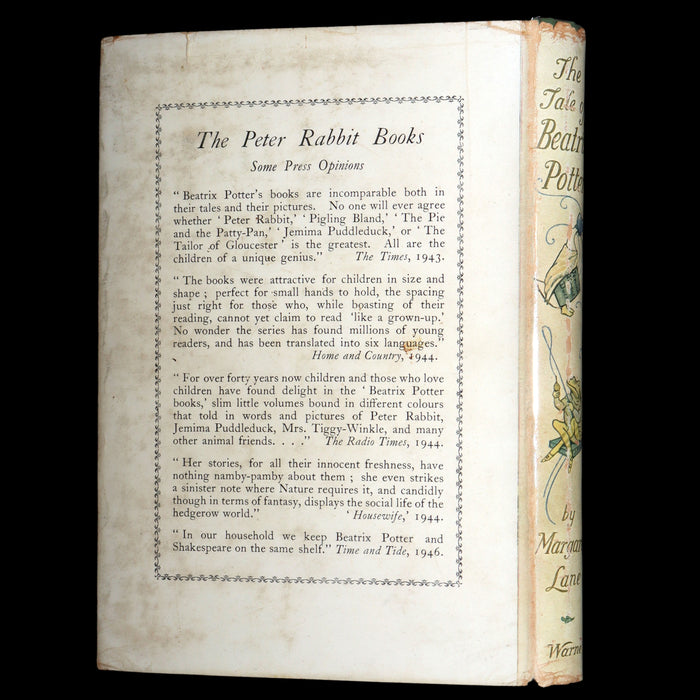 The Peter Rabbit Books
Some Press Opinions
“ Beatrix Potter's books are incomparable both in
their tales and their pictures. No one will ever agree
whether ‘ Peter Rabbit,’ ‘ Pigling Bland,’ ‘ The Pie
and the Patty-Pan,’ ‘ Jemima Puddleduck,’ or ‘ The
Tailor of Gloucester ’ is the greatest. All are the
children of a unique genius.” The Times, 1943.
“ The books were attractive for children in size and
shape ; perfect for small hands to hold, the spacing
just right for those who, while boasting of their
reading, cannot yet claim to read ‘like a grown-up.’
No wonder the series has found millions of young
readers, and has been translated into six languages.”
Home and Country, 1944.
“ For over forty years now children and those who love
children have found delight in the ‘ Beatrix Potter
books,’ slim little volumes bound in different colours
that told in words and pictures of Peter Rabbit,
Jemima Puddleduck, Mrs. Tiggy-Winkle, and many
other animal friends. . . .” The Radio Times, 1944.
“ Her stories, for all their innocent freshness, have
nothing namby-pamby about them ; she even strikes
a sinister note where Nature requires it, and candidly
though in terms of fantasy, displays the social life of the
hedgerow world.” ‘ Housewife,’ 1944.
“ In our household we keep Beatrix Potter and
Shakespeare on the same shelf.” Time and Tide, 1946.
The
Tale of
Beatrix
Potter
by
Margaret
Lane
Warne